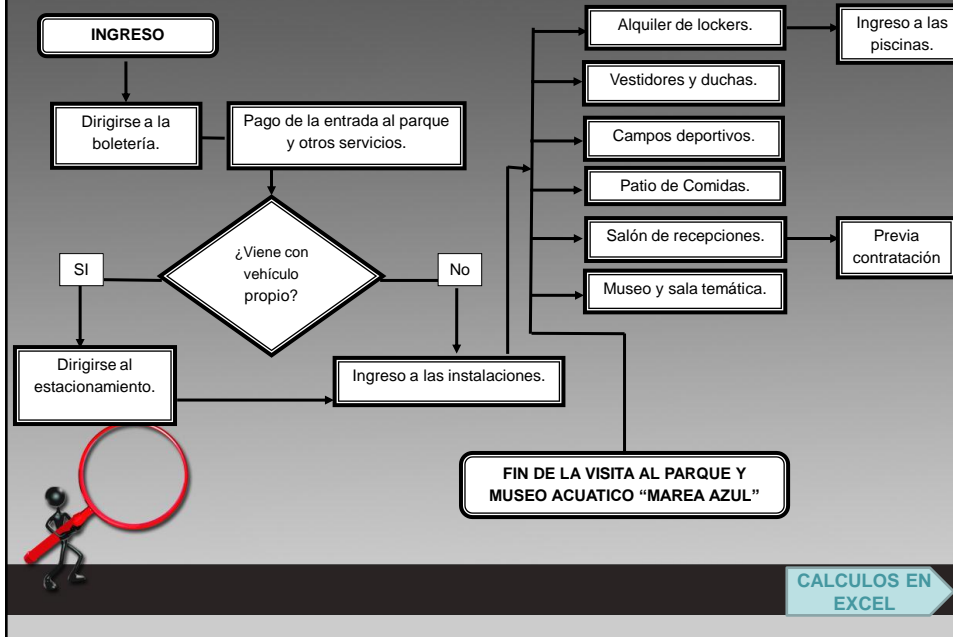 INGRESO
Dirigirse a la
boletería.
Pago de la entrada al parque
y otros servicios.
¿Viene con
vehículo
propio?
SI
No
Dirigirse al
estacionamiento.
Ingreso a las instalaciones.
Alquiler de lockers.
Ingreso a las
piscinas.
Vestidores y duchas.
Campos deportivos.
Patio de Comidas.
Salón de recepciones.
Previa
contratación
Museo y sala temática.
FIN DE LA VISITA AL PARQUE Y
MUSEO ACUATICO “MAREA AZUL”
CALCULOS EN
EXCEL